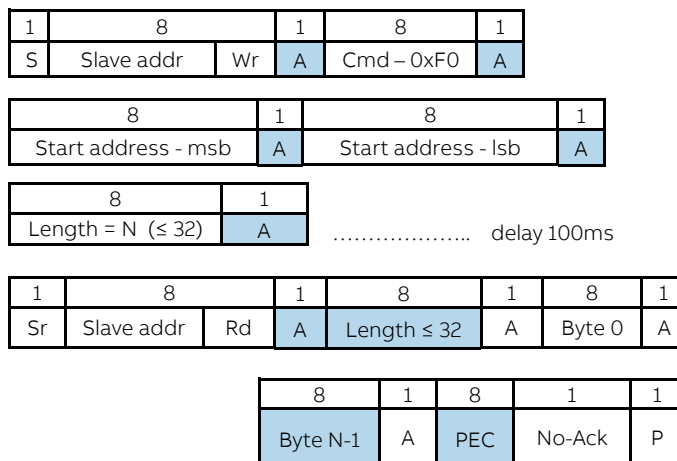 1 8 1 8 1
S Slave addr Wr A Cmd – 0xF0 A
8 1 8 1
Start address - msb A Start address - lsb A
8 1
Length = N (≤ 32) A ………………... delay 100ms
1 8 1 8 1 8 1
Sr Slave addr Rd A Length ≤ 32 A Byte 0 A
8 1 8 1 1
Byte N-1 A PEC No-Ack P